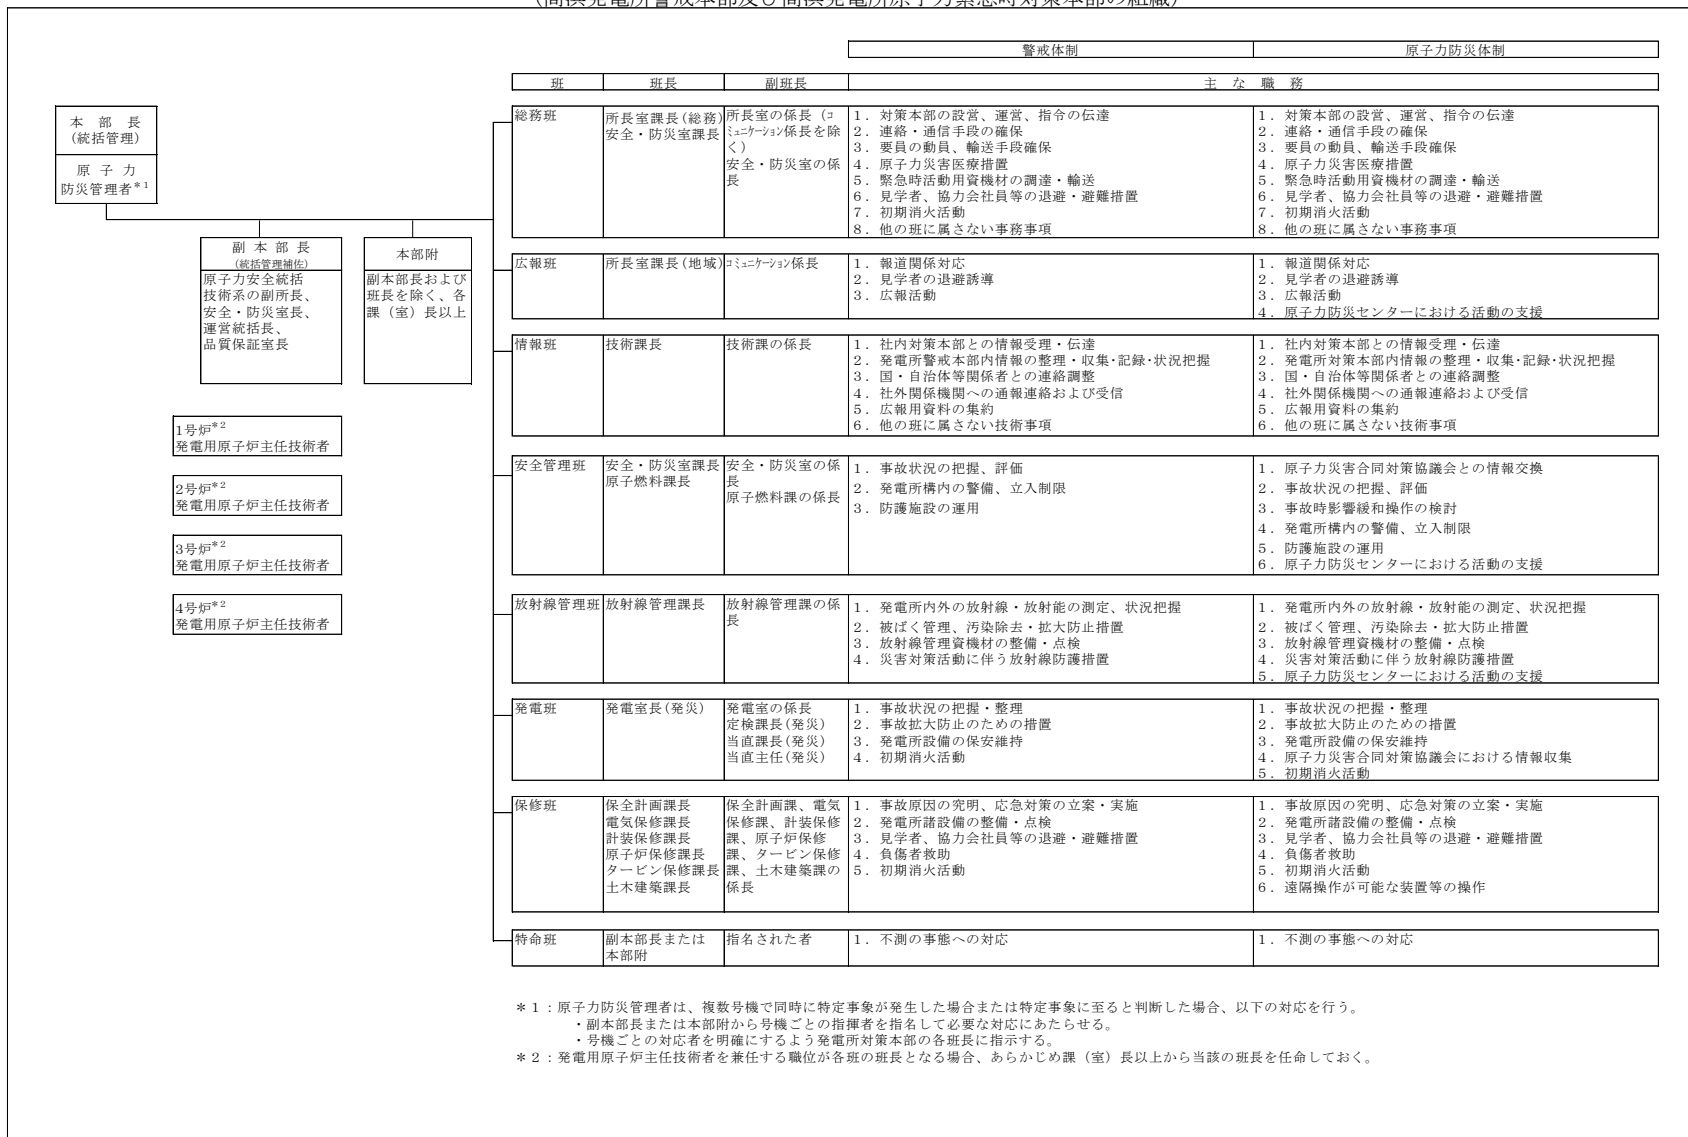 (高浜発電所警戒本部及び高浜発電所原子力緊急時対策本部の組織)
警戒体制
原子力防災体制
班
班長
副班長
主な職務
本部長
(統括管理)
原子力
防災管理者*1
副本部長
(統括管理補佐)
原子力安全統括
技術系の副所長、
安全・防災室長、
運営統括長、
品質保証室長
本部附
副本部長および
班長を除く、各
課（室）長以上
1号炉*2
発電用原子炉主任技術者
2号炉*2
発電用原子炉主任技術者
3号炉*2
発電用原子炉主任技術者
4号炉*2
発電用原子炉主任技術者
総務班
所長室課長(総務)
安全・防災室課長
所長室の係長（コ
ミュニケーション係長を除
く）
安全・防災室の係
長
1．対策本部の設営、運営、指令の伝達
2．連絡・通信手段の確保
3．要員の動員、輸送手段確保
4．原子力災害医療措置
5．緊急時活動用資機材の調達・輸送
6．見学者、協力会社員等の退避・避難措置
7．初期消火活動
8．他の班に属さない事務事項
1．対策本部の設営、運営、指令の伝達
2．連絡・通信手段の確保
3．要員の動員、輸送手段確保
4．原子力災害医療措置
5．緊急時活動用資機材の調達・輸送
6．見学者、協力会社員等の退避・避難措置
7．初期消火活動
8．他の班に属さない事務事項
広報班
所長室課長(地域)
コミュニケーション係長
1．報道関係対応
2．見学者の退避誘導
3．広報活動
1．報道関係対応
2．見学者の退避誘導
3．広報活動
4．原子力防災センターにおける活動の支援
情報班
技術課長
技術課の係長
1．社内対策本部との情報受理・伝達
2．発電所警戒本部内情報の整理・収集・記録・状況把握
3．国・自治体等関係者との連絡調整
4．社外関係機関への通報連絡および受信
5．広報用資料の集約
6．他の班に属さない技術事項
1．社内対策本部との情報受理・伝達
2．発電所対策本部内情報の整理・収集・記録・状況把握
3．国・自治体等関係者との連絡調整
4．社外関係機関への通報連絡および受信
5．広報用資料の集約
6．他の班に属さない技術事項
安全管理班
安全・防災室課長
原子燃料課長
安全・防災室の係
長
原子燃料課の係長
1．事故状況の把握、評価
2．発電所構内の警備、立入制限
3．防護施設の運用
1．原子力災害合同対策協議会との情報交換
2．事故状況の把握、評価
3．事故時影響緩和操作の検討
4．発電所構内の警備、立入制限
5．防護施設の運用
6．原子力防災センターにおける活動の支援
放射線管理班
放射線管理課長
放射線管理課の係
長
1．発電所内外の放射線・放射能の測定、状況把握
2．被ばく管理、汚染除去・拡大防止措置
3．放射線管理資機材の整備・点検
4．災害対策活動に伴う放射線防護措置
1．発電所内外の放射線・放射能の測定、状況把握
2．被ばく管理、汚染除去・拡大防止措置
3．放射線管理資機材の整備・点検
4．災害対策活動に伴う放射線防護措置
5．原子力防災センターにおける活動の支援
発電班
発電室長(発災)
発電室の係長
定検課長(発災)
当直課長(発災)
当直主任(発災)
1．事故状況の把握・整理
2．事故拡大防止のための措置
3．発電所設備の保安維持
4．初期消火活動
1．事故状況の把握・整理
2．事故拡大防止のための措置
3．発電所設備の保安維持
4．原子力災害合同対策協議会における情報収集
5．初期消火活動
保修班
保全計画課長
電気保修課長
計装保修課長
原子炉保修課長
タービン保修課長
土木建築課長
保全計画課、電気
保修課、計装保修
課、原子炉保修
課、タービン保修
課、土木建築課の
係長
1．事故原因の究明、応急対策の立案・実施
2．発電所諸設備の整備・点検
3．見学者、協力会社員等の退避・避難措置
4．負傷者救助
5．初期消火活動
1．事故原因の究明、応急対策の立案・実施
2．発電所諸設備の整備・点検
3．見学者、協力会社員等の退避・避難措置
4．負傷者救助
5．初期消火活動
6．遠隔操作が可能な装置等の操作
特命班
副本部長または
本部附
指名された者
1．不測の事態への対応
1．不測の事態への対応
＊1：原子力防災管理者は、複数号機で同時に特定事象が発生した場合または特定事象に至ると判断した場合、以下の対応を行う。
・副本部長または本部附から号機ごとの指揮者を指名して必要な対応にあたらせる。
・号機ごとの対応者を明確にするよう発電所対策本部の各班長に指示する。
＊2：発電用原子炉主任技術者を兼任する職位が各班の班長となる場合、あらかじめ課（室）長以上から当該の班長を任命しておく。